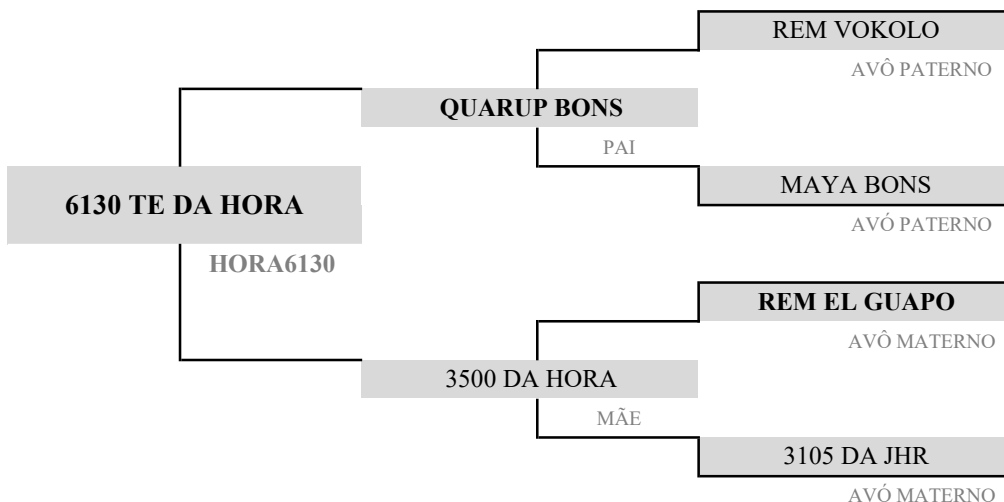 REM VOKOLO
AVÔ PATERNO
QUARUP BONS
PAI
MAYA BONS
AVÓ PATERNO
6130 TE DA HORA
HORA6130
REM EL GUAPO
AVÔ MATERNO
3500 DA HORA
MÃE
3105 DA JHR
AVÓ MATERNO